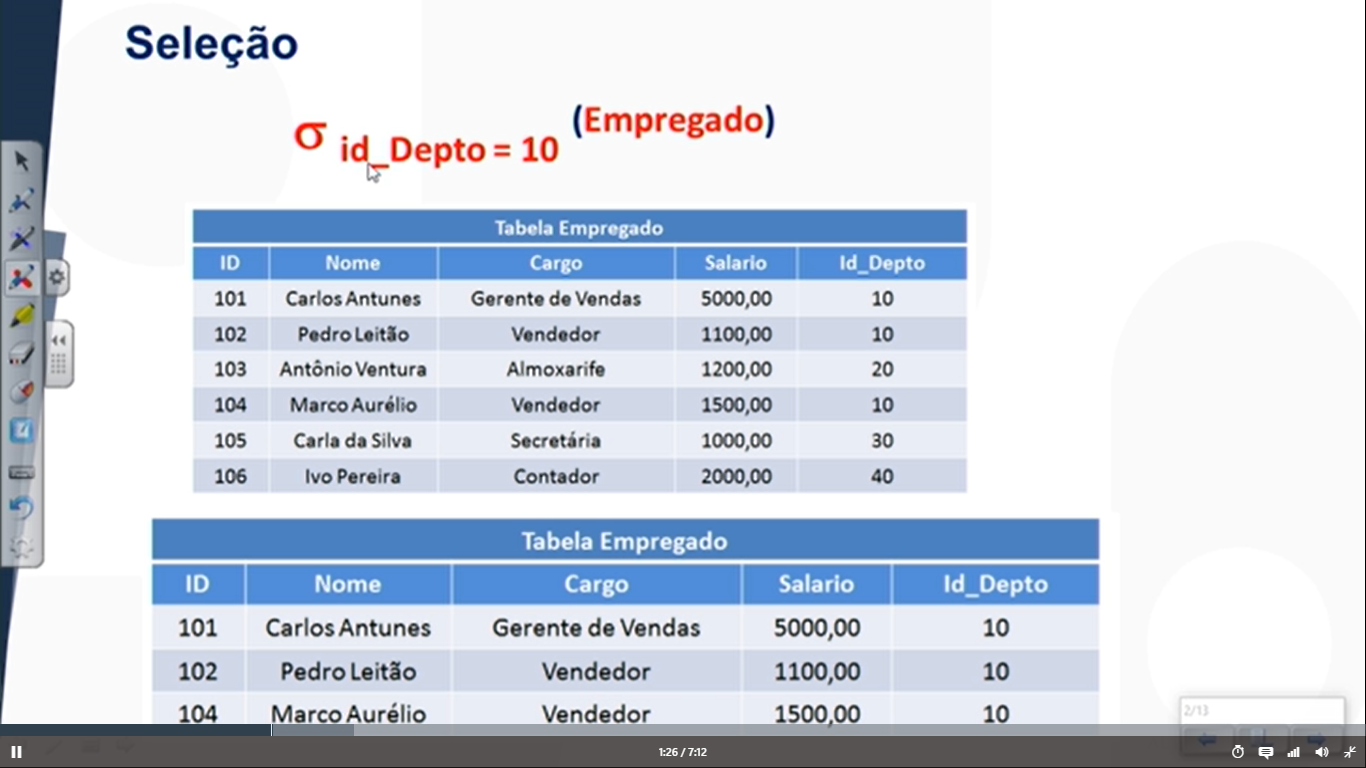 Seleção
σ id_Depto = 10 (Empregado)
Tabela Empregado
ID Nome Cargo Salario Id_Depto
101 Carlos Antunes Gerente de Vendas 5000,00 10
102 Pedro Leitão Vendedor 1100,00 10
103 Antônio Ventura Almoxarife 1200,00 20
104 Marco Aurélio Vendedor 1500,00 10
105 Carla da Silva Secretária 1000,00 30
106 Ivo Pereira Contador 2000,00 40
Tabela Empregado
ID Nome Cargo Salario Id_Depto
101 Carlos Antunes Gerente de Vendas 5000,00 10
102 Pedro Leitão Vendedor 1100,00 10
104 Marco Aurélio Vendedor 1500,00 10
2/13
1:26 / 7:12